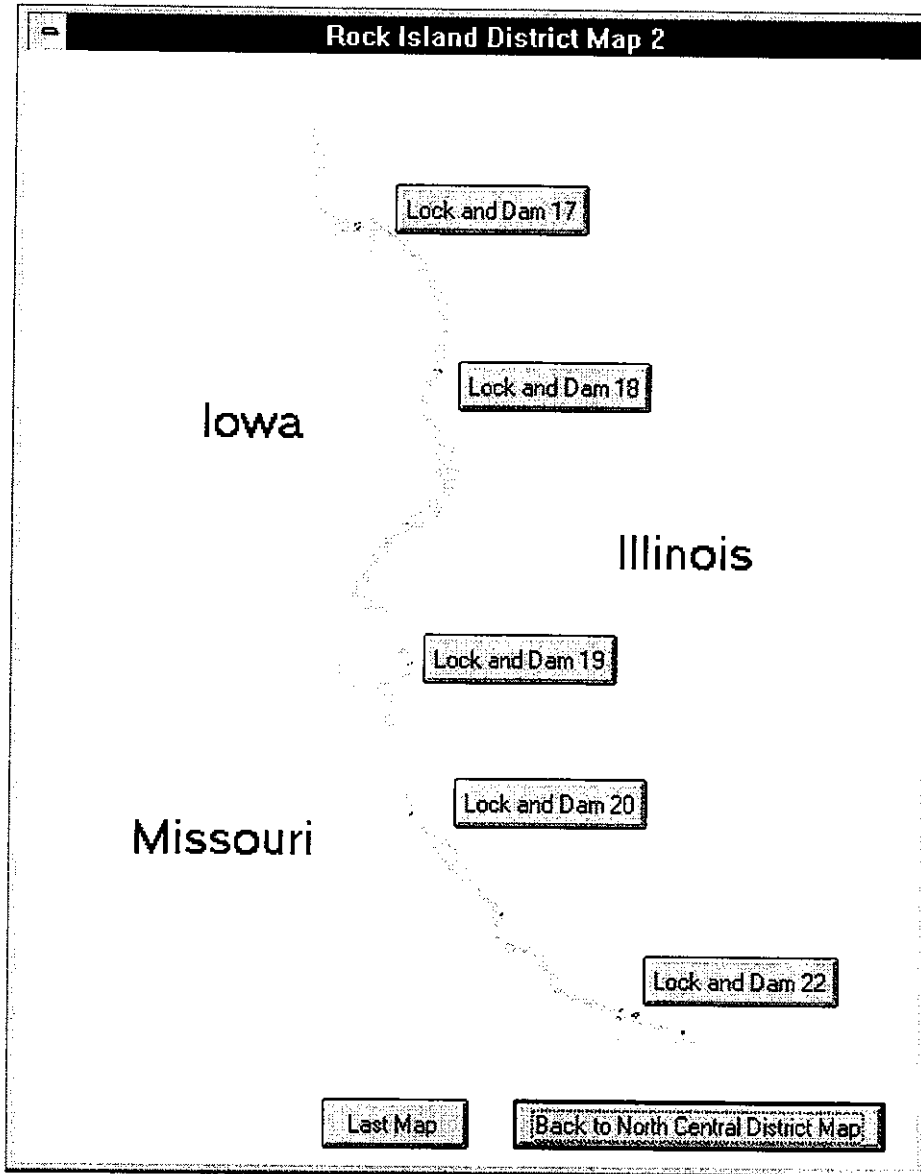 Rock Island District Map 2
Lock and Dam 17
Lock and Dam 18
Iowa
Illinois
Lock and Dam 19
Lock and Dam 20
Missouri
Lock and Dam 22
Last Map
Back to North Central District Map